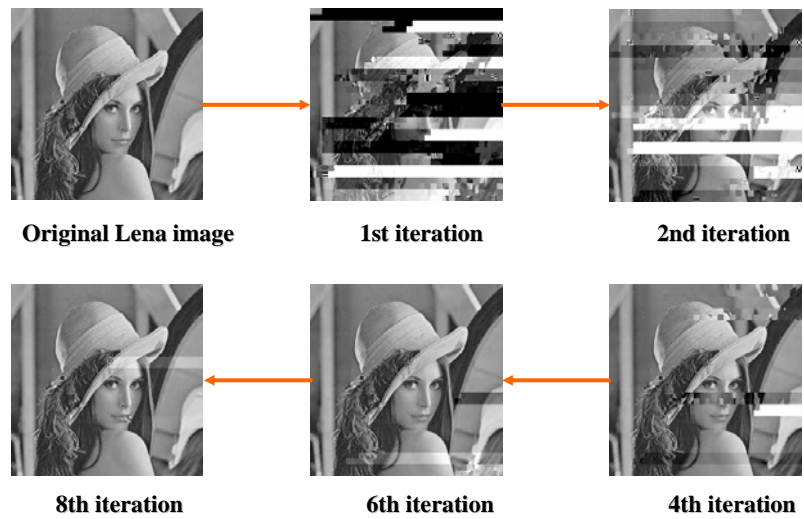 Original Lena image
1st iteration
2nd iteration
8th iteration
6th iteration
4th iteration